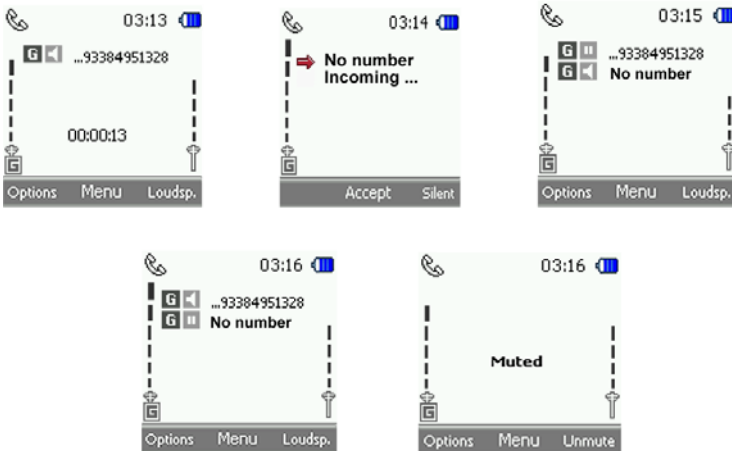 03:13
G ...93384951328
00:00:13
G
Options Menu Loudsp.
03:14
No number
Incoming ...
G
Accept Silent
03:15
G ...93384951328
G No number
G
Options Menu Loudsp.
03:16
G ...93384951328
G No number
G
Options Menu Loudsp.
03:16
Muted
G
Options Menu Unmute